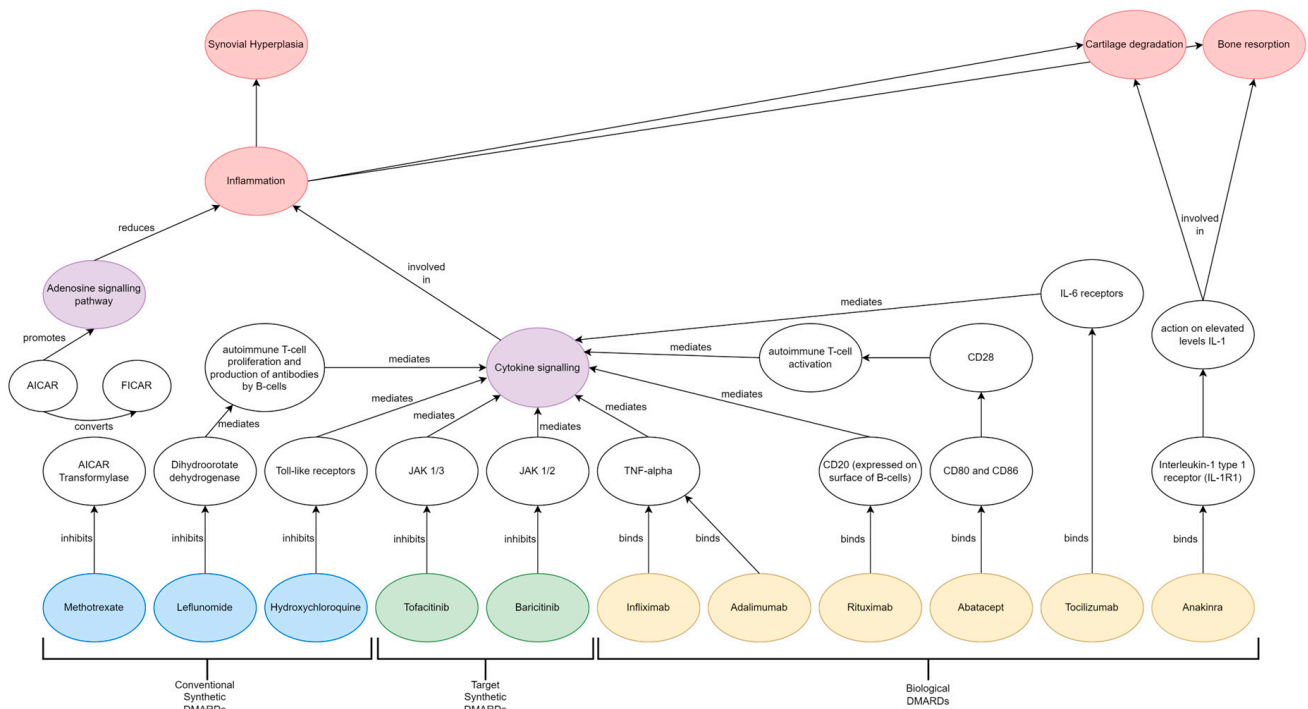 Synovial Hyperplasia
Cartilage degradation
Bone resorption
Inflammation
reduces
involved
in
involved
in
Adenosine signalling
pathway
IL-6 receptors
mediates
promotes
autoimmune T-cell
proliferation and
production of antibodies
by B-cells
mediates
Cytokine signalling
mediates
autoimmune T-cell
activation
CD28
action on elevated
levels IL-1
AICAR
FICAR
converts
mediates
mediates
mediates
mediates
mediates
mediates
AICAR
Transformylase
Dihydroorotate
dehydrogenase
Toll-like receptors
JAK 1/3
JAK 1/2
TNF-alpha
CD20 (expressed on
surface of B-cells)
CD80 and CD86
Interleukin-1 type 1
receptor (IL-1R1)
inhibits
inhibits
inhibits
inhibits
inhibits
binds
binds
binds
binds
binds
binds
Methotrexate
Leflunomide
Hydroxychloroquine
Tofacitinib
Baricitinib
Infliximab
Adalimumab
Rituximab
Abatacept
Tocilizumab
Anakinra
Conventional
Synthetic
DMARDs
Target
Synthetic
DMARDs
Biological
DMARDs